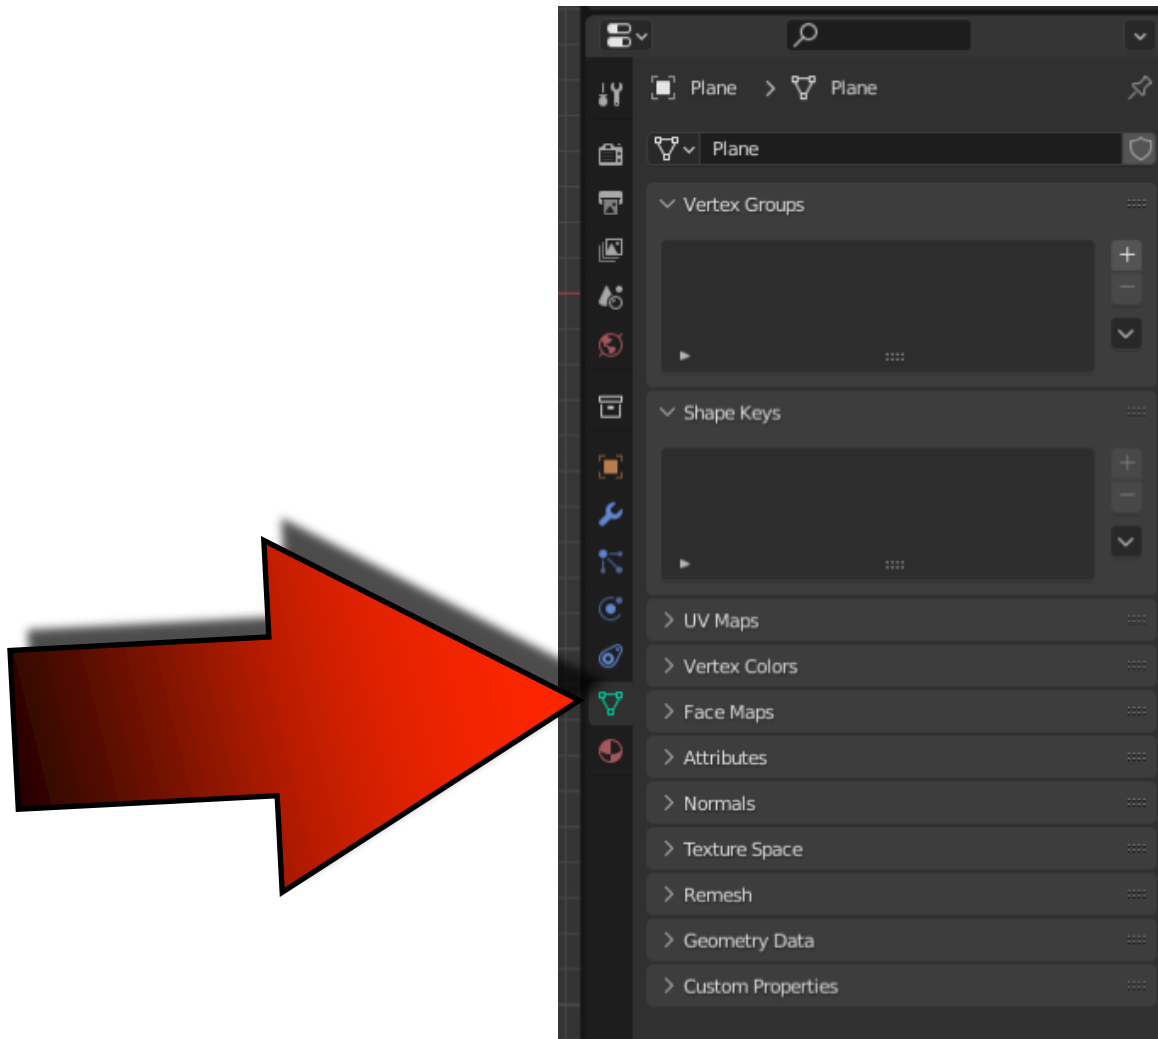 Plane > Plane
Plane
Vertex Groups
Shape Keys
UV Maps
Vertex Colors
Face Maps
Attributes
Normals
Texture Space
Remesh
Geometry Data
Custom Properties